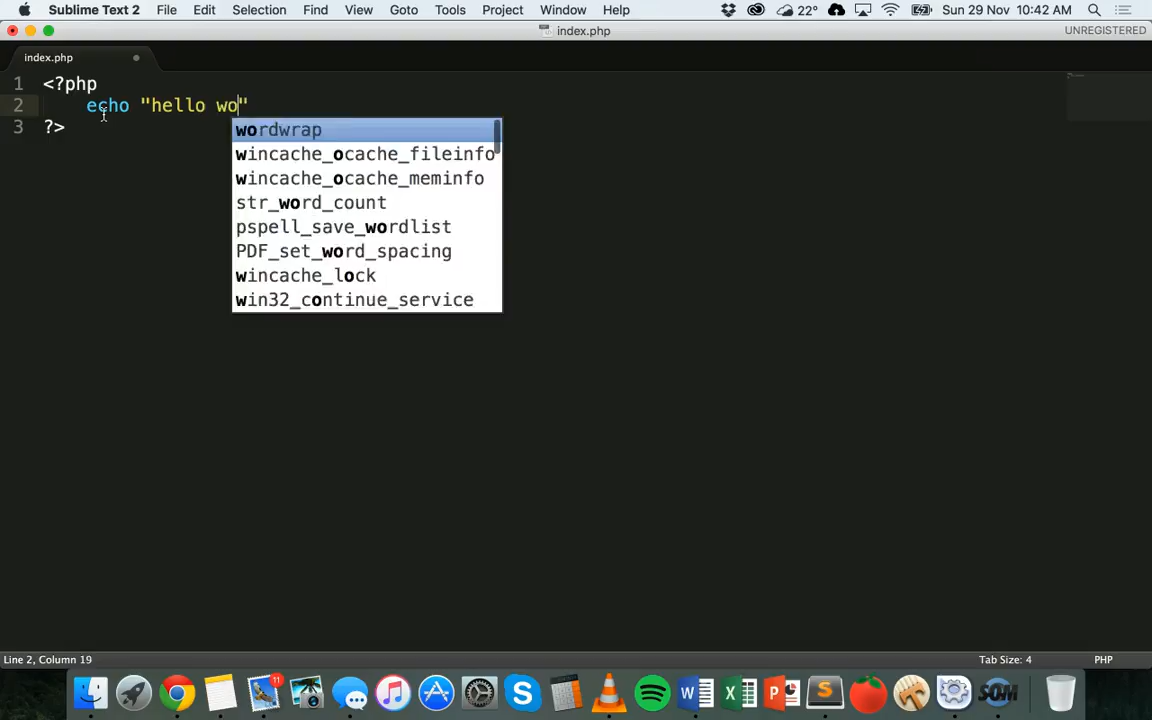 Sublime Text 2 File Edit Selection Find View Goto Tools Project Window Help 22° Sun 29 Nov 10:42 AM
index.php UNREGISTERED
index.php
1 <?php
2 echo "hello wo"
3 ?>
wordwrap
wincache_ocache_fileinfo
wincache_ocache_meminfo
str_word_count
pspell_save_wordlist
PDF_set_word_spacing
wincache_lock
win32_continue_service
Line 2, Column 19 Tab Size: 4 PHP
11
SQM